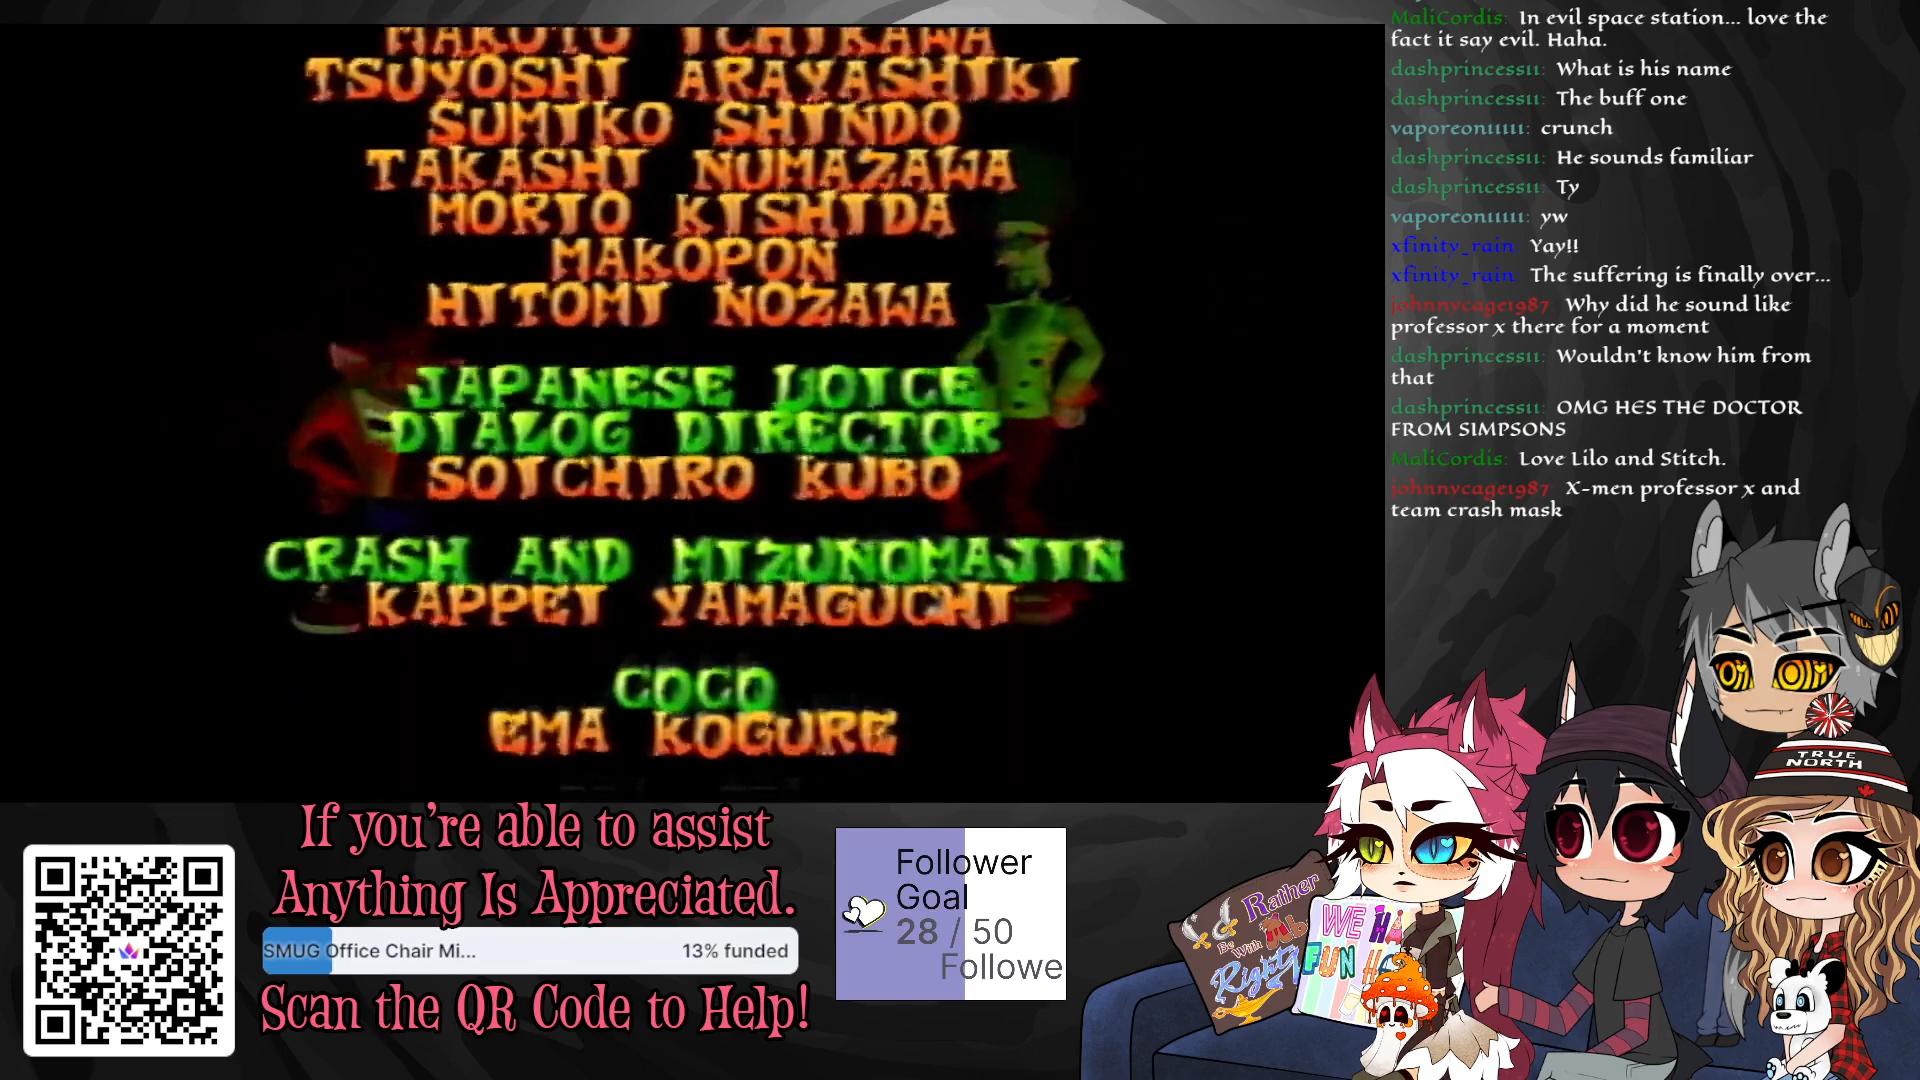 MAKOTO ICHIKAWA
TSUYOSHI ARAYASHIKI
SUMIKO SHINDO
TAKASHI NUMAZAWA
MORIO KISHIDA
MAKOPON
HITOMI NOZAWA
JAPANESE VOICE
DIALOG DIRECTOR
SOICHIRO KUBO
CRASH AND MIZUNOMAJIN
KAPPEI YAMAGUCHI
COCO
EMA KOGURE
MaliCordis: In evil space station... love the
fact it say evil. Haha.
dashprincess11: What is his name
dashprincess11: The buff one
vaporeon11111: crunch
dashprincess11: He sounds familiar
dashprincess11: Ty
vaporeon11111: yw
xfinity_rain: Yay!!
xfinity_rain: The suffering is finally over...
johnnycage1987: Why did he sound like
professor x there for a moment
dashprincess11: Wouldn't know him from
that
dashprincess11: OMG HES THE DOCTOR
FROM SIMPSONS
MaliCordis: Love Lilo and Stitch.
johnnycage1987: X-men professor x and
team crash mask
If you're able to assist
Anything Is Appreciated.
SMUG Office Chair Mi... 13% funded
Scan the QR Code to Help!
Follower
Goal
28 / 50
Followe
TRUE
NORTH
Rather
Be With
Right
WE
FUN